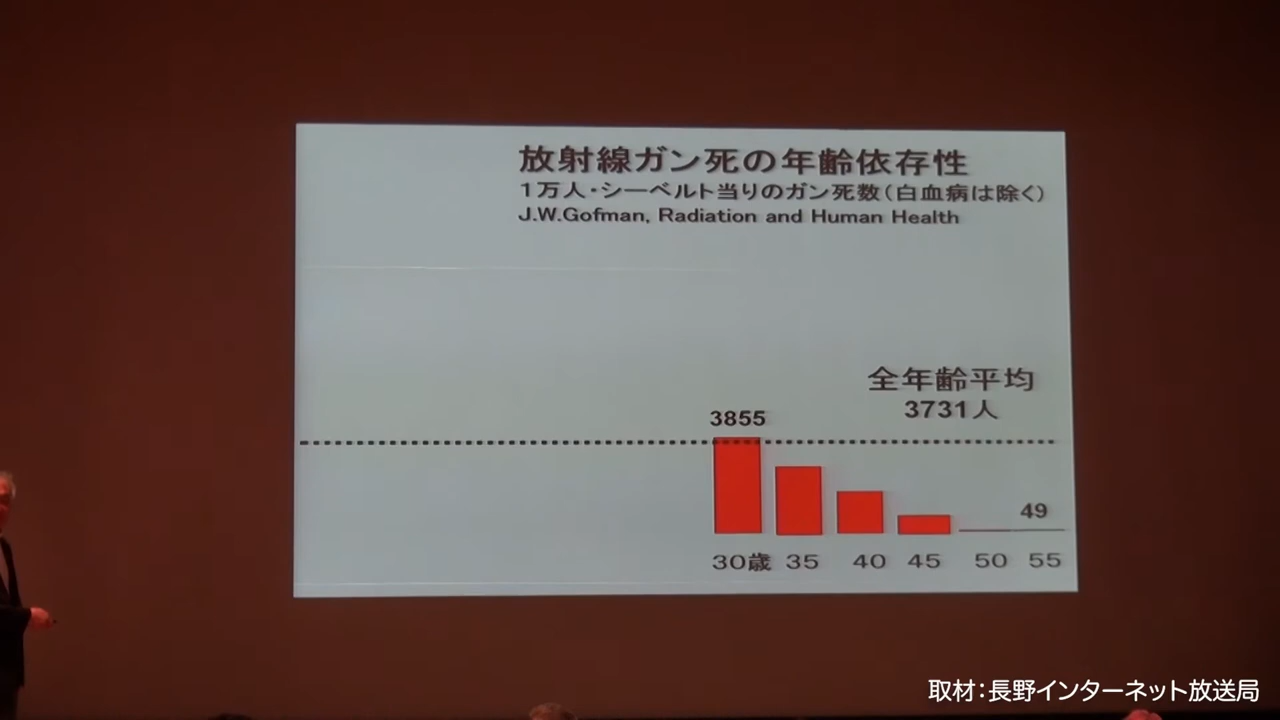 放射線ガン死の年齢依存性
1万人・シーベルト当りのガン死数（白血病は除く）
J.W.Gofman, Radiation and Human Health
全年齢平均
3731人
3855
49
30歳 35 40 45 50 55
取材：長野インターネット放送局